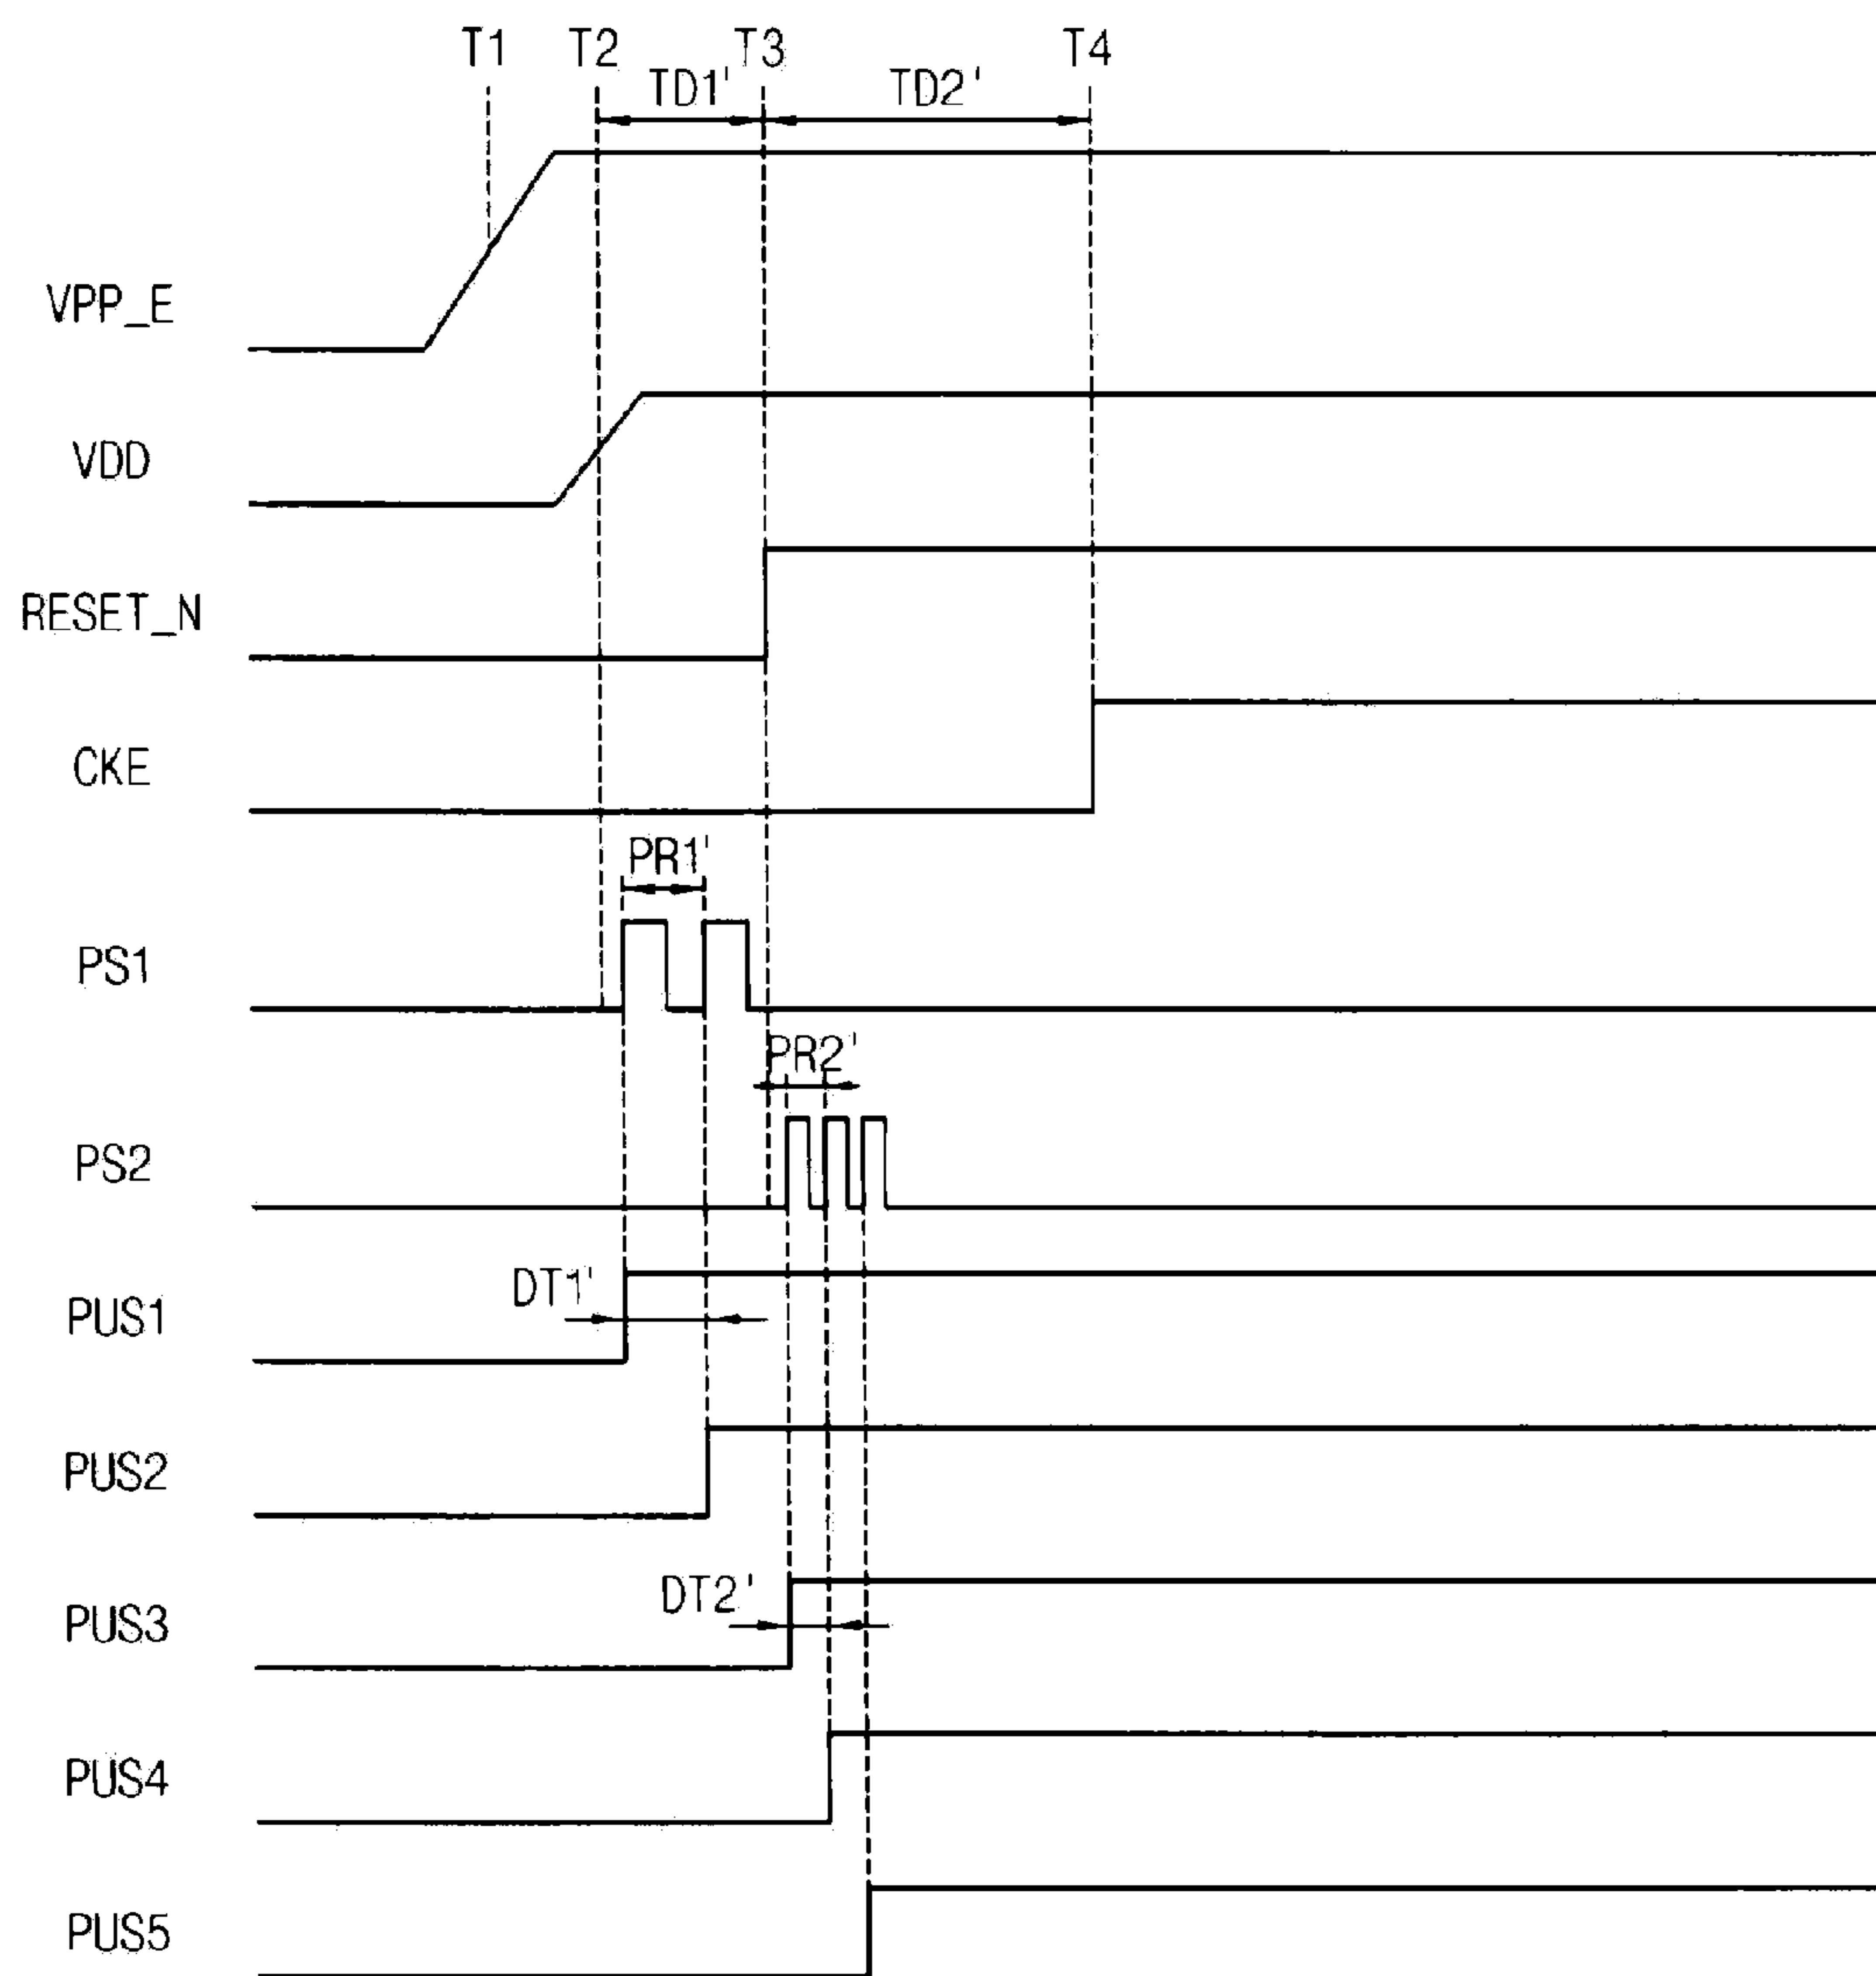 T1 T2 T3 T4
TD1' TD2'
VPP_E
VDD
RESET_N
CKE
PR1'
PS1
PR2'
PS2
DT1'
PUS1
PUS2
DT2'
PUS3
PUS4
PUS5